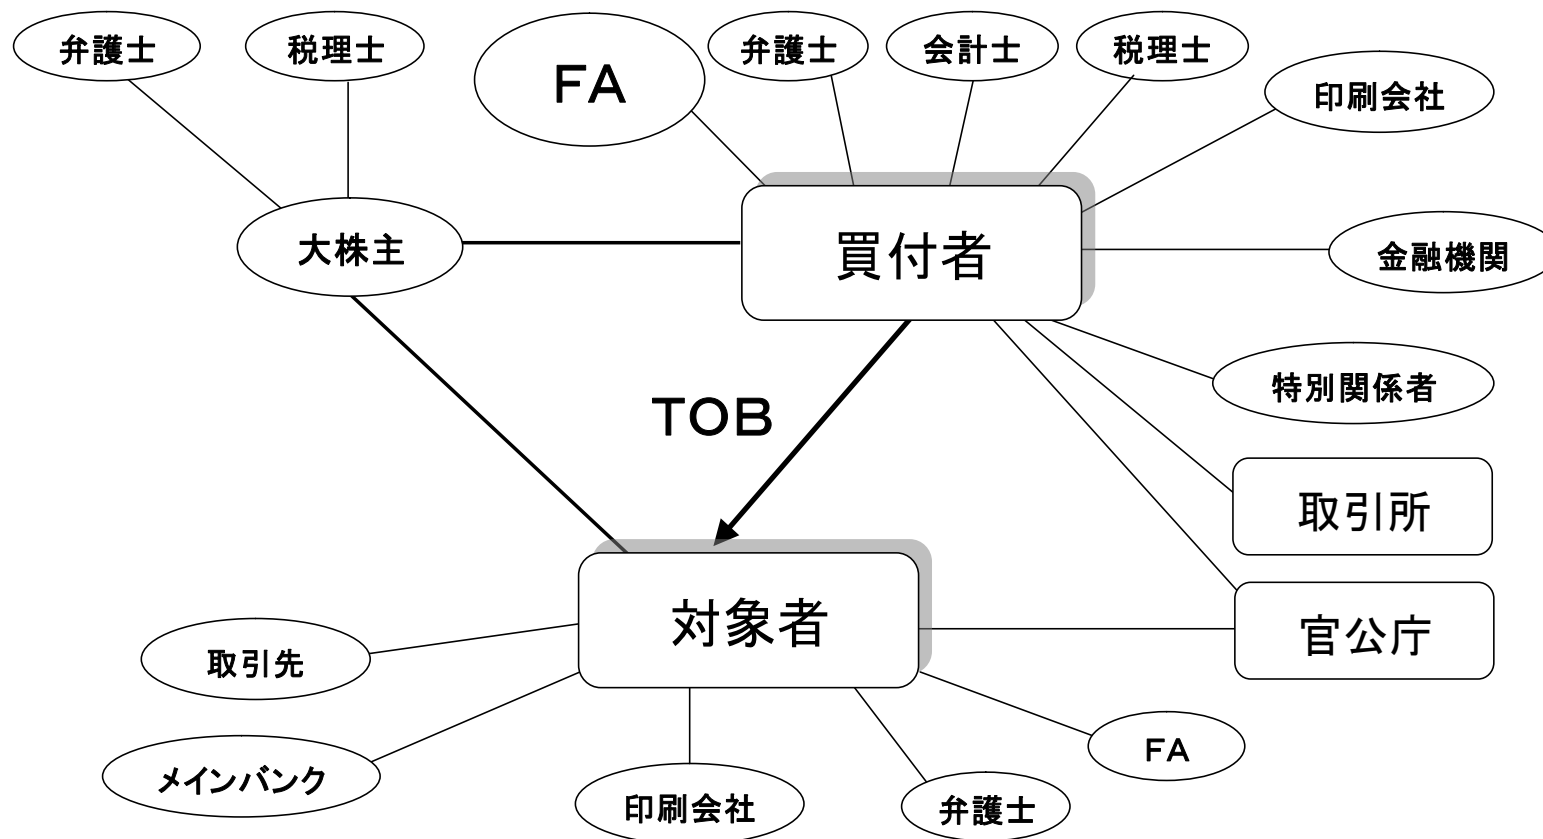 弁護士
税理士
FA
弁護士
会計士
税理士
印刷会社
大株主
買付者
金融機関
特別関係者
TOB
取引所
対象者
官公庁
取引先
メインバンク
印刷会社
弁護士
FA